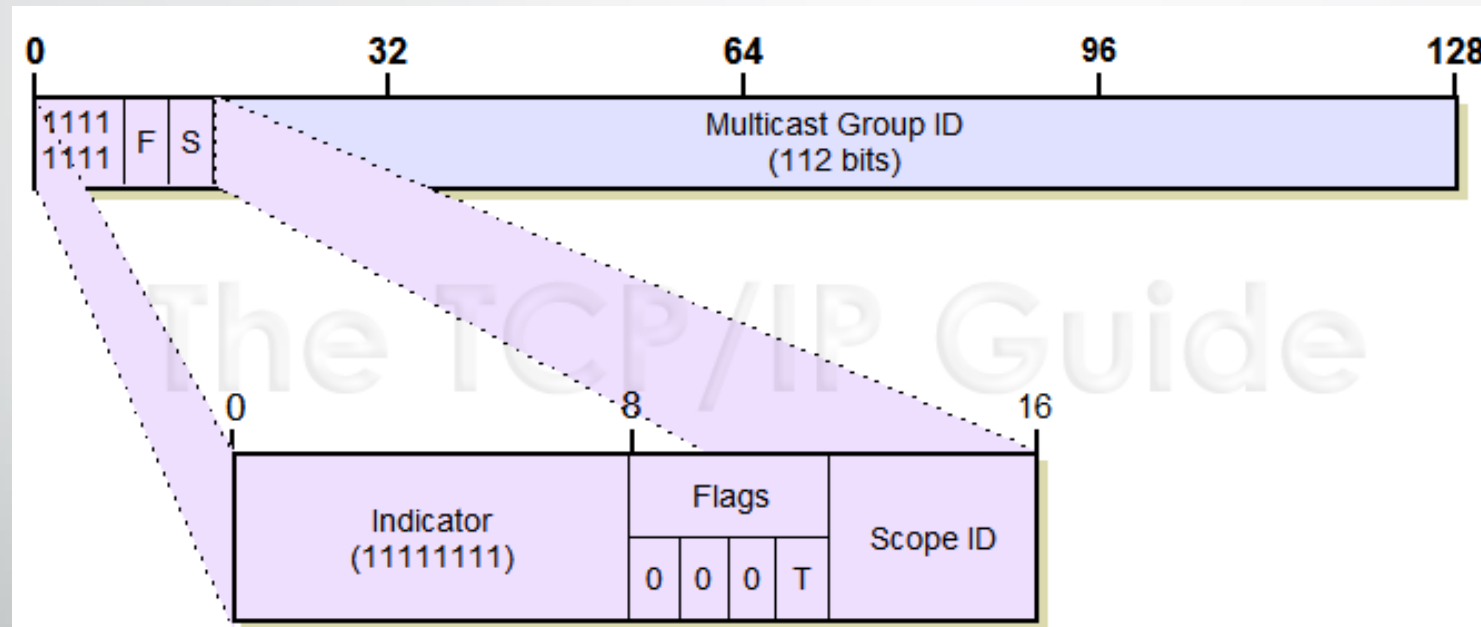 0 32 64 96 128
1111
1111
F S
Multicast Group ID
(112 bits)
The TCP/IP Guide
0 8 16
Indicator
(11111111)
Flags
0 0 0 T
Scope ID